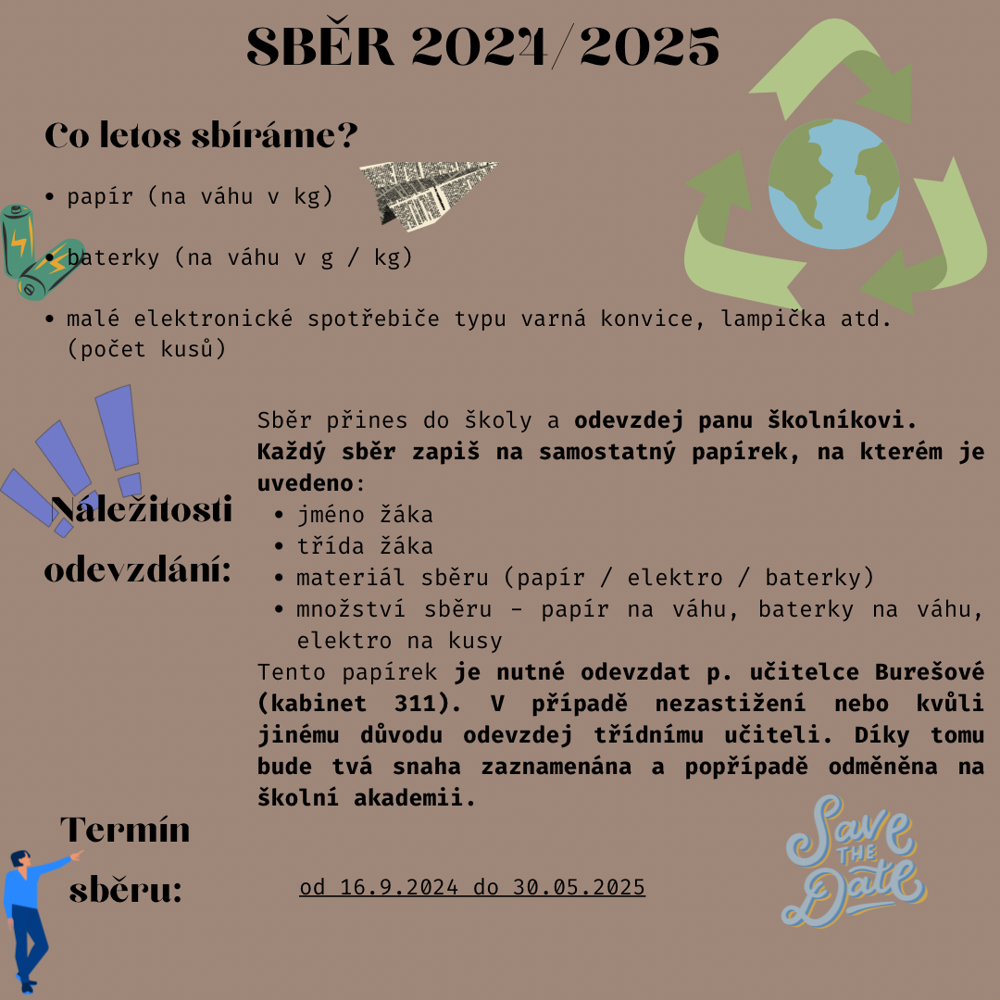 SBĚR 2024/2025
Co letos sbíráme?
• papír (na váhu v kg)
• baterky (na váhu v g / kg)
• malé elektronické spotřebiče typu varná konvice, lampička atd.
(počet kusů)
Sběr přines do školy a odevzdej panu školníkovi.
Každý sběr zapiš na samostatný papírek, na kterém je
uvedeno:
• jméno žáka
• třída žáka
• materiál sběru (papír / elektro / baterky)
• množství sběru – papír na váhu, baterky na váhu,
elektro na kusy
Náležitosti
odevzdání:
Tento papírek je nutné odevzdat p. učitelce Burešové
(kabinet 311). V případě nezastižení nebo kvůli
jinému důvodu odevzdej třídnímu učiteli. Díky tomu
bude tvá snaha zaznamenána a popřípadě odměněna na
školní akademii.
Termín
sběru:
od 16.9.2024 do 30.05.2025
Save
THE
Date